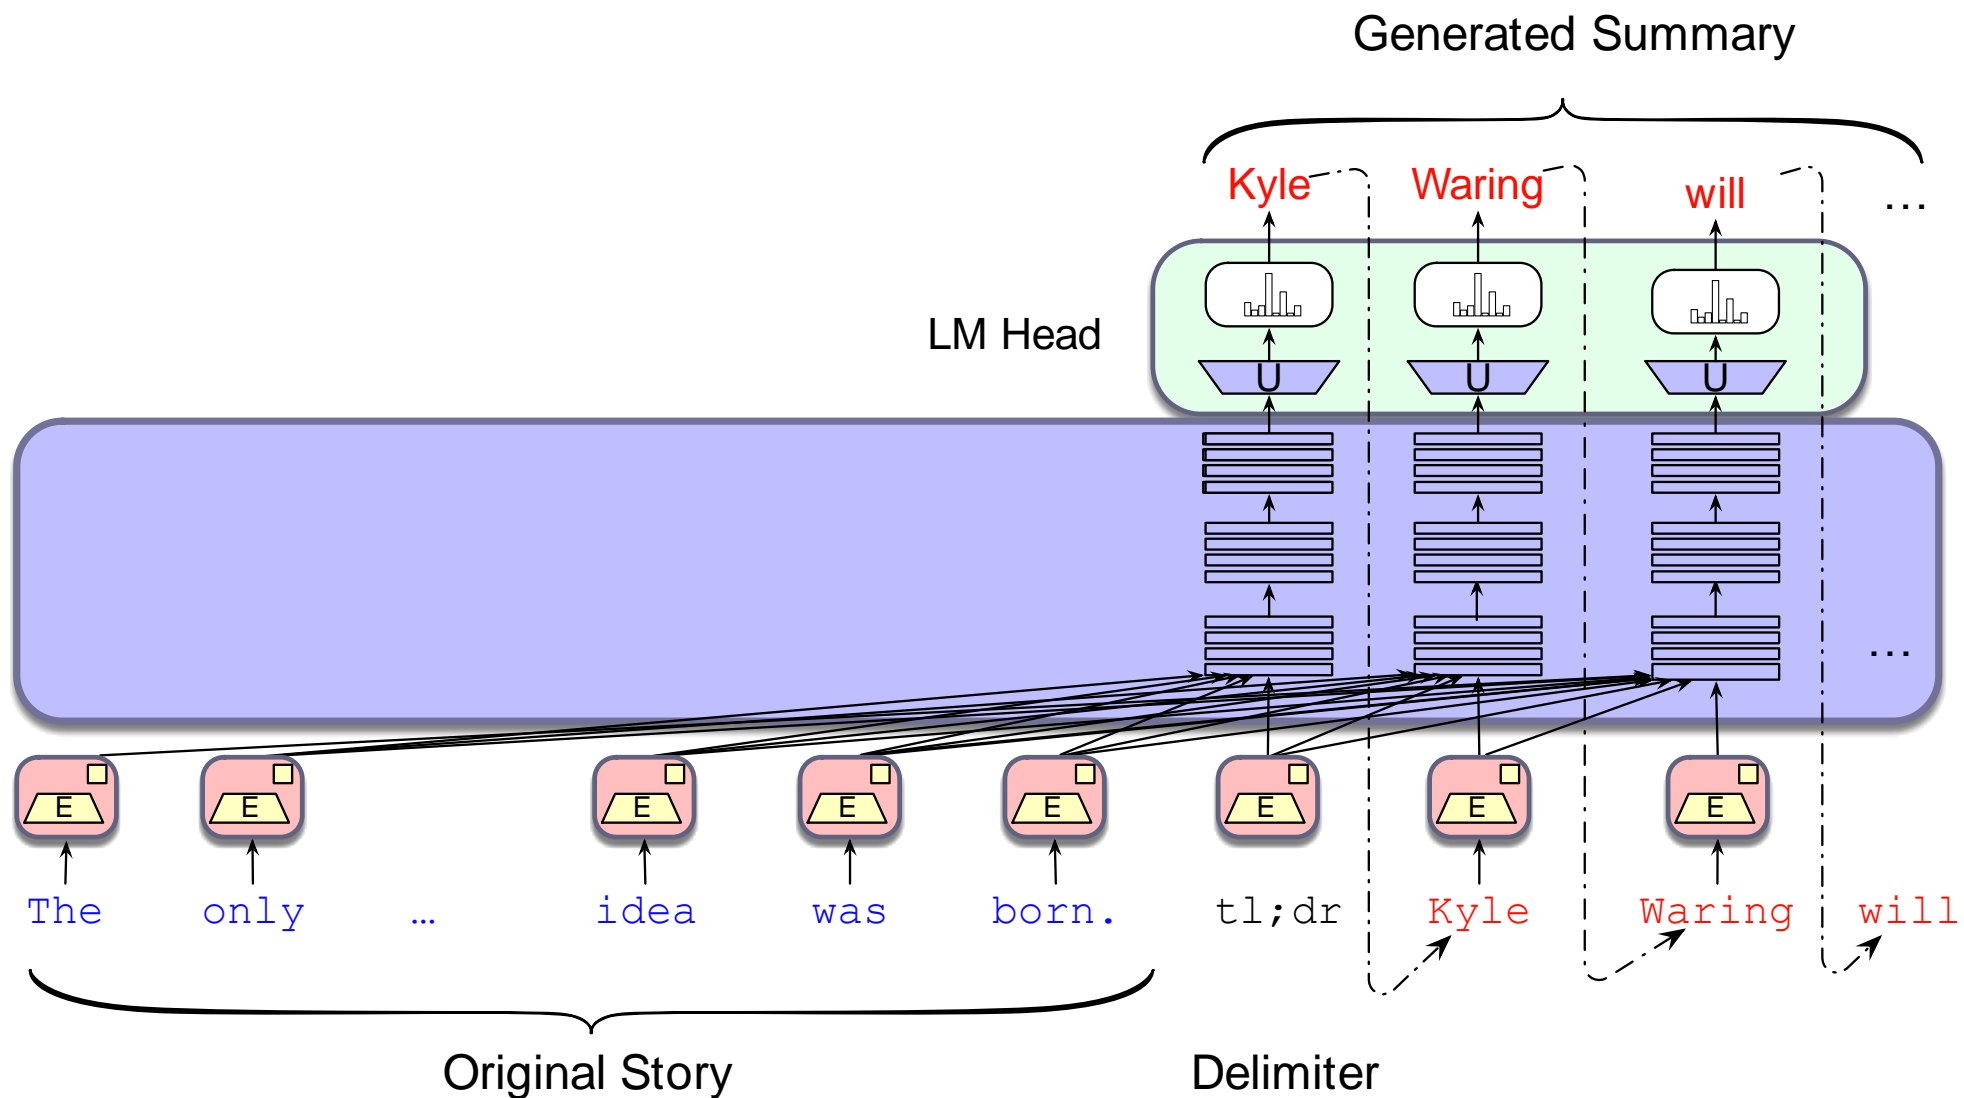 Generated Summary
Kyle Waring will …
LM Head
U U U
…
E E E E E E E E
The only … idea was born. tl;dr Kyle Waring will
Original Story Delimiter